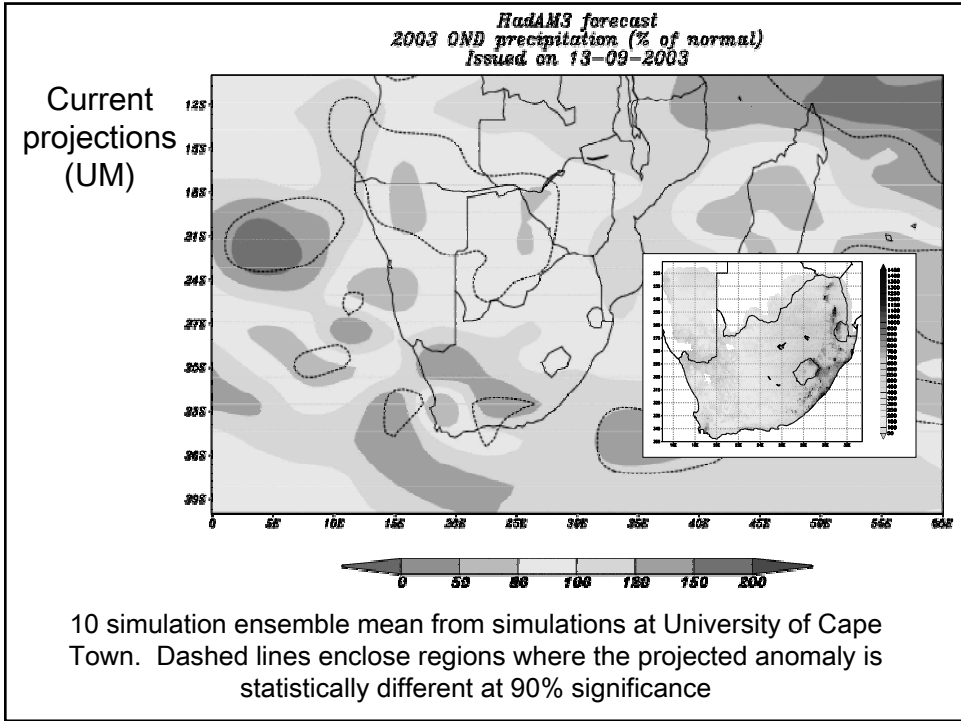 HadAM3 forecast
2003 OND precipitation (% of normal)
Issued on 13-09-2003
Current
projections
(UM)
12S
15S
18S
21S
24S
27S
30S
33S
36S
39S
0 5E 10E 15E 20E 25E 30E 35E 40E 45E 50E 55E 60E
0 50 80 100 120 150 200
10 simulation ensemble mean from simulations at University of Cape
Town. Dashed lines enclose regions where the projected anomaly is
statistically different at 90% significance